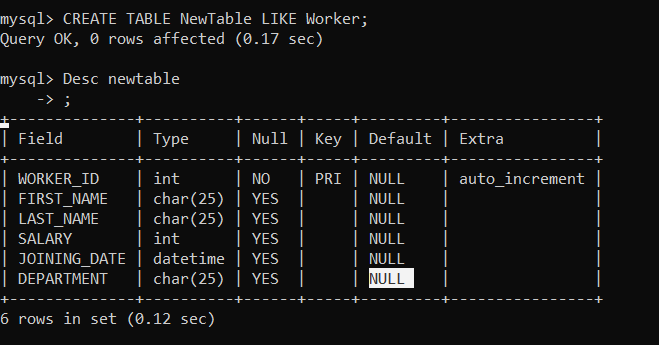 mysql> CREATE TABLE NewTable LIKE Worker;
Query OK, 0 rows affected (0.17 sec)
mysql> Desc newtable
    -> ;
+--------------+----------+------+-----+---------+----------------+
| Field        | Type     | Null | Key | Default | Extra          |
+--------------+----------+------+-----+---------+----------------+
| WORKER_ID    | int      | NO   | PRI | NULL    | auto_increment |
| FIRST_NAME   | char(25) | YES  |     | NULL    |                |
| LAST_NAME    | char(25) | YES  |     | NULL    |                |
| SALARY       | int      | YES  |     | NULL    |                |
| JOINING_DATE | datetime | YES  |     | NULL    |                |
| DEPARTMENT   | char(25) | YES  |     | NULL    |                |
+--------------+----------+------+-----+---------+----------------+
6 rows in set (0.12 sec)